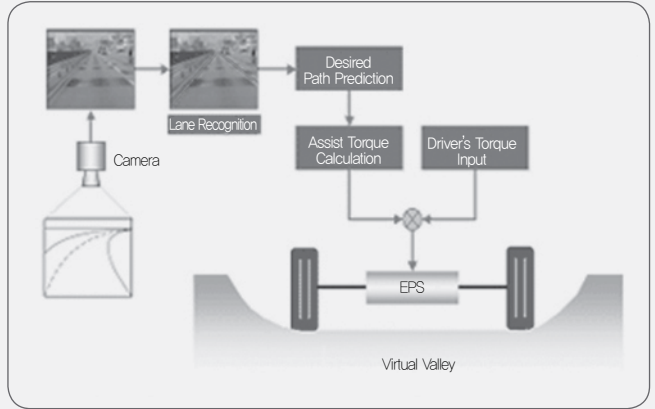 Desired
Path Prediction
Lane Recognition
Camera
Assist Torque
Calculation
Driver's Torque
Input
EPS
Virtual Valley